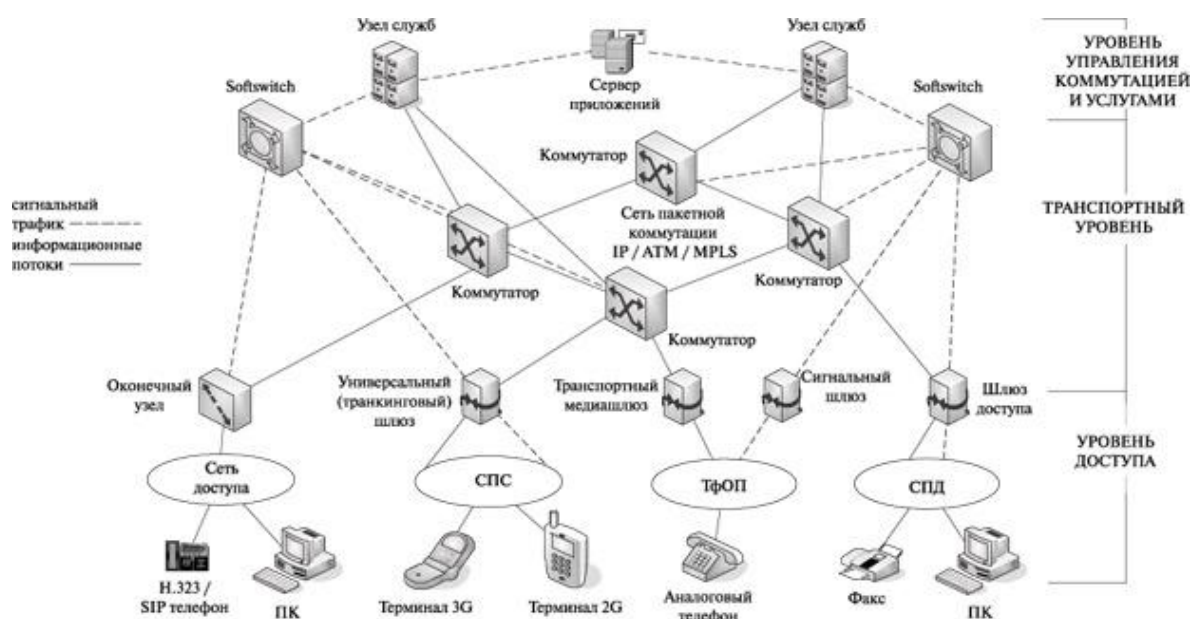 Узел служб
Узел служб
УРОВЕНЬ
УПРАВЛЕНИЯ
КОММУТАЦИЕЙ
И УСЛУГАМИ
Softswitch
Сервер
приложений
Softswitch
Коммутатор
сигнальный
трафик
информационные
потоки
Сеть пакетной
коммутации
IP / ATM / MPLS
ТРАНСПОРТНЫЙ
УРОВЕНЬ
Коммутатор
Коммутатор
Коммутатор
Оконечный
узел
Универсальный
(транкинговый)
шлюз
Транспортный
медиашлюз
Сигнальный
шлюз
Шлюз
доступа
УРОВЕНЬ
ДОСТУПА
Сеть
доступа
СПС
ТфОП
СПД
H.323 /
SIP телефон
ПК
Терминал 3G
Терминал 2G
Аналоговый
телефон
Факс
ПК